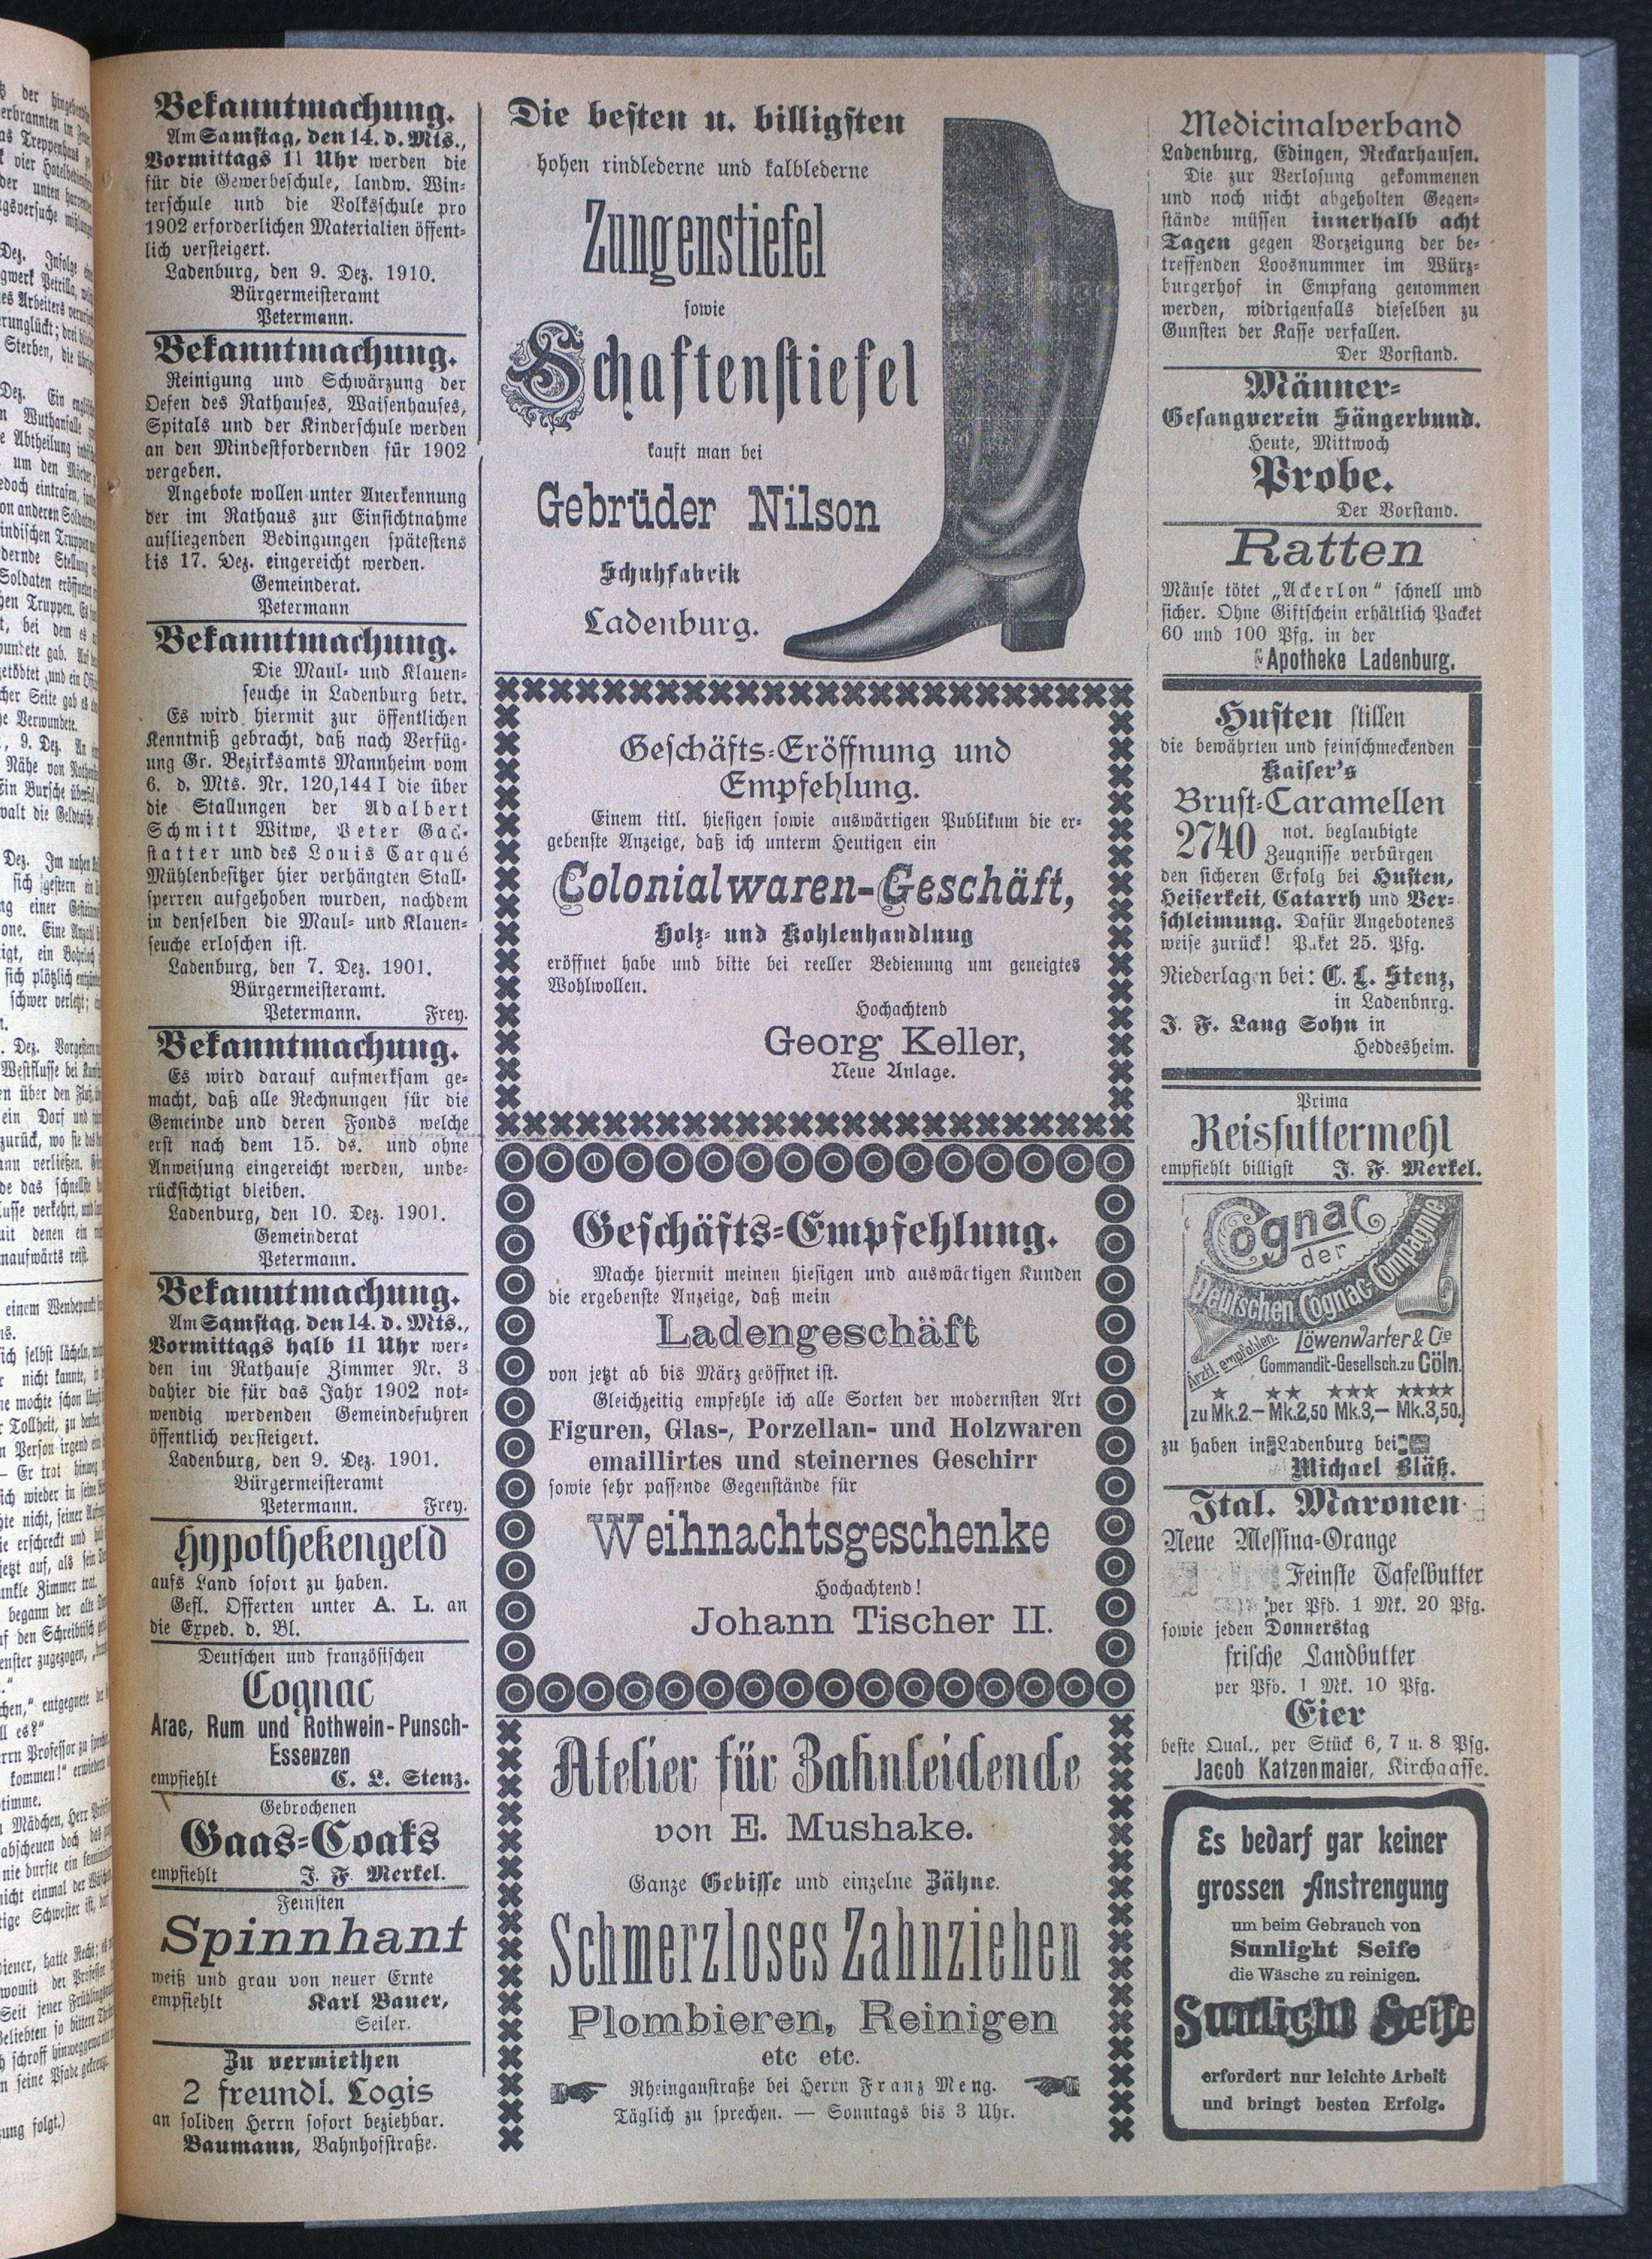 Bekanntmachung.
Am Samstag, den 14. d. Mts.,
Vormittags 11 Uhr werden die
für die Gewerbeschule, landw. Win-
terschule und die Volksschule pro
1902 erforderlichen Materialien öffent-
lich versteigert.
Ladenburg, den 9. Dez. 1910.
Bürgermeisteramt
Petermann.
Bekanntmachung.
Reinigung und Schwärzung der
Oefen des Rathauses, Waisenhauses,
Spitals und der Kinderschule werden
an den Mindestfordernden für 1902
vergeben.
Angebote wollen unter Anerkennung
der im Rathaus zur Einsichtnahme
aufliegenden Bedingungen spätestens
bis 17. Dez. eingereicht werden.
Gemeinderat.
Petermann
Bekanntmachung.
Die Maul- und Klauen-
seuche in Ladenburg betr.
Es wird hiermit zur öffentlichen
Kenntniß gebracht, daß nach Verfüg-
ung Gr. Bezirksamts Mannheim vom
6. d. Mts. Nr. 120,144 I die über
die Stallungen der Adalbert
Schmitt Witwe, Peter Gac-
statter und des Louis Carqué
Mühlenbesitzer hier verhängten Stall-
sperren aufgehoben wurden, nachdem
in denselben die Maul- und Klauen-
seuche erloschen ist.
Ladenburg, den 7. Dez. 1901.
Bürgermeisteramt.
Petermann. Frey.
Bekanntmachung.
Es wird darauf aufmerksam ge-
macht, daß alle Rechnungen für die
Gemeinde und deren Fonds welche
erst nach dem 15. ds. und ohne
Anweisung eingereicht werden, unbe-
rücksichtigt bleiben.
Ladenburg, den 10. Dez. 1901.
Gemeinderat
Petermann.
Bekanntmachung.
Am Samstag, den 14. d. Mts.,
Vormittags halb 11 Uhr wer-
den im Rathause Zimmer Nr. 3
dahier die für das Jahr 1902 not-
wendig werdenden Gemeindefuhren
öffentlich versteigert.
Ladenburg, den 9. Dez. 1901.
Bürgermeisteramt
Petermann. Frey.
Hypothekengeld
aufs Land sofort zu haben.
Gefl. Offerten unter A. L. an
die Exped. d. Bl.
Deutschen und französischen
Cognac
Arac, Rum und Rothwein-Punsch-
Essenzen
empfiehlt C. L. Stenz.
Gebrochenen
Gaas-Coaks
empfiehlt J. F. Merkel.
Feinsten
Spinnhanf
weiß und grau von neuer Ernte
empfiehlt Karl Bauer,
Seiler.
Zu vermiethen
2 freundl. Logis
an soliden Herrn sofort beziehbar.
Baumann, Bahnhofstraße.
Die besten u. billigsten
hohen rindlederne und kalblederne
Zungenstiefel
sowie
Schaftenstiefel
kauft man bei
Gebrüder Nilson
Schuhfabrik
Ladenburg.
Geschäfts-Eröffnung und
Empfehlung.
Einem titl. hiesigen sowie auswärtigen Publikum die er-
gebenste Anzeige, daß ich unterm Heutigen ein
Colonialwaren-Geschäft,
Holz- und Kohlenhandlung
eröffnet habe und bitte bei reeller Bedienung um geneigtes
Wohlwollen.
Hochachtend
Georg Keller,
Neue Anlage.
Geschäfts-Empfehlung.
Mache hiermit meinen hiesigen und auswärtigen Kunden
die ergebenste Anzeige, daß mein
Ladengeschäft
von jetzt ab bis März geöffnet ist.
Gleichzeitig empfehle ich alle Sorten der modernsten Art
Figuren, Glas-, Porzellan- und Holzwaren
emaillirtes und steinernes Geschirr
sowie sehr passende Gegenstände für
Weihnachtsgeschenke
Hochachtend!
Johann Tischer II.
Atelier für Zahnleidende
von E. Mushake.
Ganze Gebisse und einzelne Zähne.
Schmerzloses Zahnziehen
Plombieren, Reinigen
etc etc.
Rheingaustraße bei Herrn Franz Meng.
Täglich zu sprechen. — Sonntags bis 3 Uhr.
Medicinalverband
Ladenburg, Edingen, Neckarhausen.
Die zur Verlosung gekommenen
und noch nicht abgeholten Gegen-
stände müssen innerhalb acht
Tagen gegen Vorzeigung der be-
treffenden Loosnummer im Würz-
burgerhof in Empfang genommen
werden, widrigenfalls dieselben zu
Gunsten der Kasse verfallen.
Der Vorstand.
Männer-
Gesangverein Sängerbund.
Heute, Mittwoch
Probe.
Der Vorstand.
Ratten
Mäuse tötet „Ackerlon“ schnell und
sicher. Ohne Giftschein erhältlich Packet
60 und 100 Pfg. in der
Apotheke Ladenburg.
Husten stillen
die bewährten und feinschmeckenden
Kaiser's
Brust-Caramellen
2740 not. beglaubigte
Zeugnisse verbürgen
den sicheren Erfolg bei Husten,
Heiserkeit, Catarrh und Ver-
schleimung. Dafür Angebotenes
weise zurück! Paket 25. Pfg.
Niederlagen bei: C. L. Stenz,
in Ladenbnrg.
J. F. Lang Sohn in
Heddesheim.
Prima
Reisfuttermehl
empfiehlt billigst J. F. Merkel.
Cognac
der
Deutschen Cognac-Compagnie
Ärztl. empfohlen. Löwenwarter & Cie
Commandit-Gesellsch. zu Cöln.
★ ★★ ★★★ ★★★★
zu Mk.2.- Mk.2,50 Mk.3,- Mk.3,50.
zu haben in Ladenburg bei
Michael Bläß.
Ital. Maronen
Neue Messina-Orange
Feinste Tafelbutter
per Pfd. 1 Mk. 20 Pfg.
sowie jeden Donnerstag
frische Landbutter
per Pfd. 1 Mk. 10 Pfg.
Eier
beste Qual., per Stück 6, 7 u. 8 Pfg.
Jacob Katzenmaier, Kirchgasse.
Es bedarf gar keiner
grossen Anstrengung
um beim Gebrauch von
Sunlight Seife
die Wäsche zu reinigen.
Sunlicht Seife
erfordert nur leichte Arbeit
und bringt besten Erfolg.